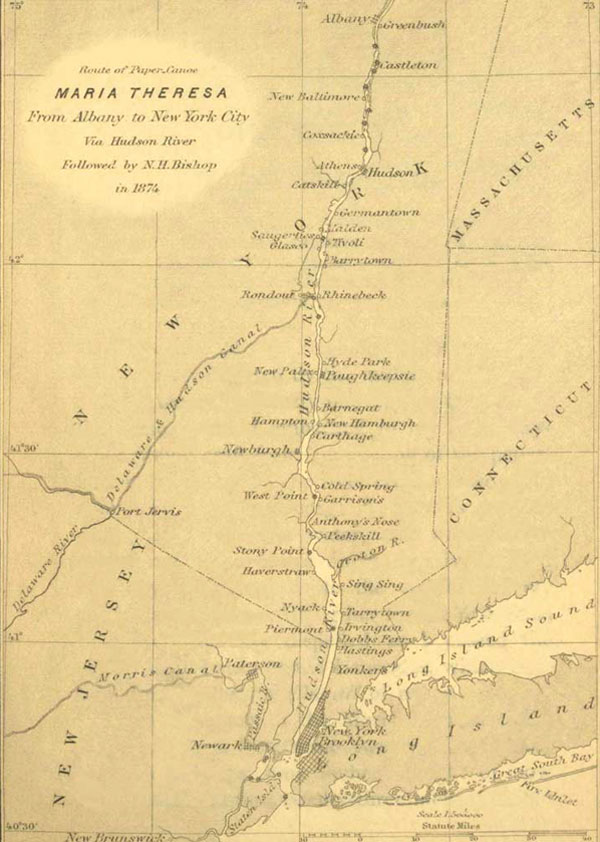 75°
74
73
Albany
Greenbush
Castleton
Route of Paper Canoe
MARIA THERESA
From Albany to New York City
Via Hudson River
Followed by N.H. Bishop
in 1874
New Baltimore
Coxsackie
MASSACHUSETTS
Athens
Hudson
Catskill
Germantown
Malden
Saugerties
Glasco
Tivoli
42°
Barrytown
NEW YORK
Rondout
Rhinebeck
Hudson River
Delaware & Hudson Canal
Hyde Park
New Paltz
Poughkeepsie
Barnegat
Hampton
New Hamburgh
Carthage
CONNECTICUT
41°30'
Newburgh
Cold Spring
West Point
Garrison's
Port Jervis
Anthony's Nose
Peekskill
Delaware River
Stony Point
Croton R.
Haverstraw
Sing Sing
Nyack
Tarrytown
Piermont
Irvington
41°
Dobbs Ferry
Hastings
Hudson River
Yonkers
Long Island Sound
Morris Canal
Paterson
Passaic R.
NEW JERSEY
New York
Newark
Brooklyn
Long Island
Great South Bay
Fire Inlet
Staten Isld
Scale 1:1500000
Statute Miles
40°30'
New Brunswick
10